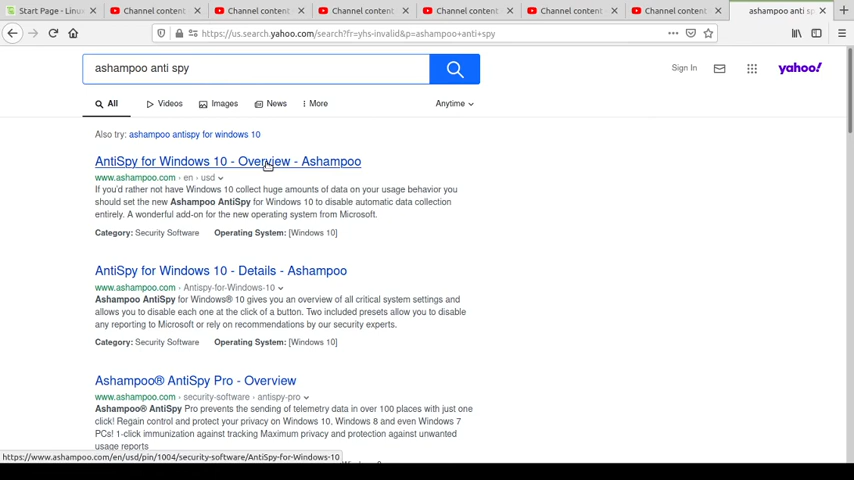 Start Page - Linux
Channel content
Channel content
Channel content
Channel content
Channel content
Channel content
ashampoo anti sp
https://us.search.yahoo.com/search?fr=yhs-invalid&p=ashampoo+anti+spy
ashampoo anti spy
Sign In
yahoo!
All
Videos
Images
News
More
Anytime
Also try: ashampoo antispy for windows 10
AntiSpy for Windows 10 - Overview - Ashampoo
www.ashampoo.com › en › usd
If you'd rather not have Windows 10 collect huge amounts of data on your usage behavior you
should set the new Ashampoo AntiSpy for Windows 10 to disable automatic data collection
entirely. A wonderful add-on for the new operating system from Microsoft.
Category: Security Software Operating System: [Windows 10]
AntiSpy for Windows 10 - Details - Ashampoo
www.ashampoo.com › Antispy-for-Windows-10
Ashampoo AntiSpy for Windows® 10 gives you an overview of all critical system settings and
allows you to disable each one at the click of a button. Two included presets allow you to disable
any reporting to Microsoft or rely on recommendations by our security experts.
Category: Security Software Operating System: [Windows 10]
Ashampoo® AntiSpy Pro - Overview
www.ashampoo.com › security-software › antispy-pro
Ashampoo® AntiSpy Pro prevents the sending of telemetry data in over 100 places with just one
click! Regain control and protect your privacy on Windows 10, Windows 8 and even Windows 7
PCs! 1-click immunization against tracking Maximum privacy and protection against unwanted
usage reports
https://www.ashampoo.com/en/usd/pin/1004/security-software/AntiSpy-for-Windows-10